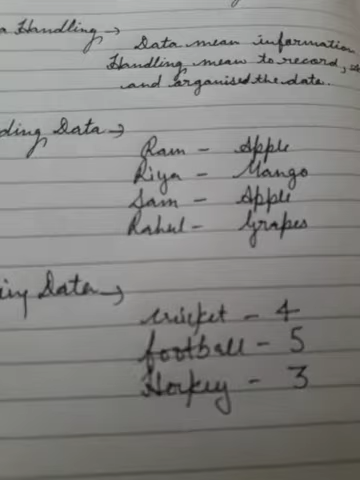 a Handling →
Data mean information
Handling mean to record,
and organised the data.
ding Data →
Ram – Apple
Riya – Mango
Sam – Apple
Rahul – Grapes
ing Data →
cricket – 4
football – 5
Horkey – 3